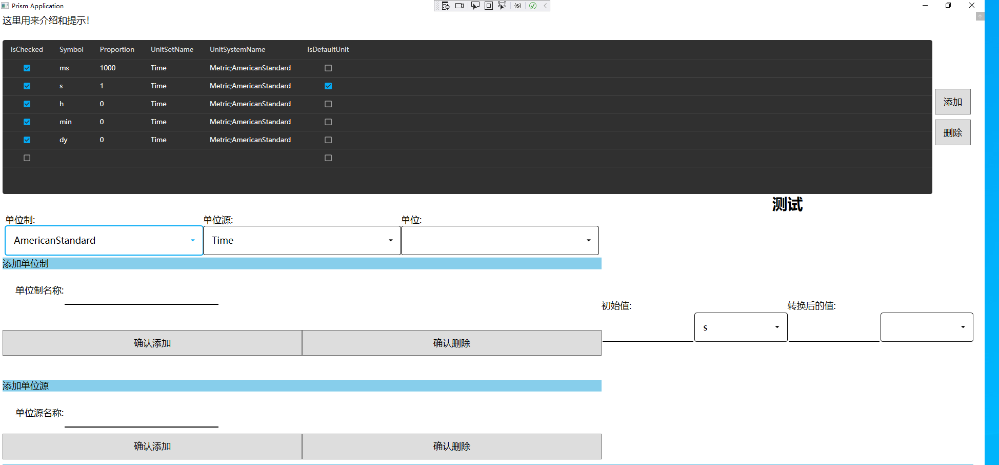 Prism Application
这里用来介绍和提示!
IsChecked Symbol Proportion UnitSetName UnitSystemName IsDefaultUnit
ms 1000 Time Metric;AmericanStandard
s 1 Time Metric;AmericanStandard
h 0 Time Metric;AmericanStandard
min 0 Time Metric;AmericanStandard
dy 0 Time Metric;AmericanStandard
添加
删除
测试
单位制: 单位源: 单位:
AmericanStandard Time
添加单位制
单位制名称:
初始值: 转换后的值:
s
确认添加 确认删除
添加单位源
单位源名称:
确认添加 确认删除